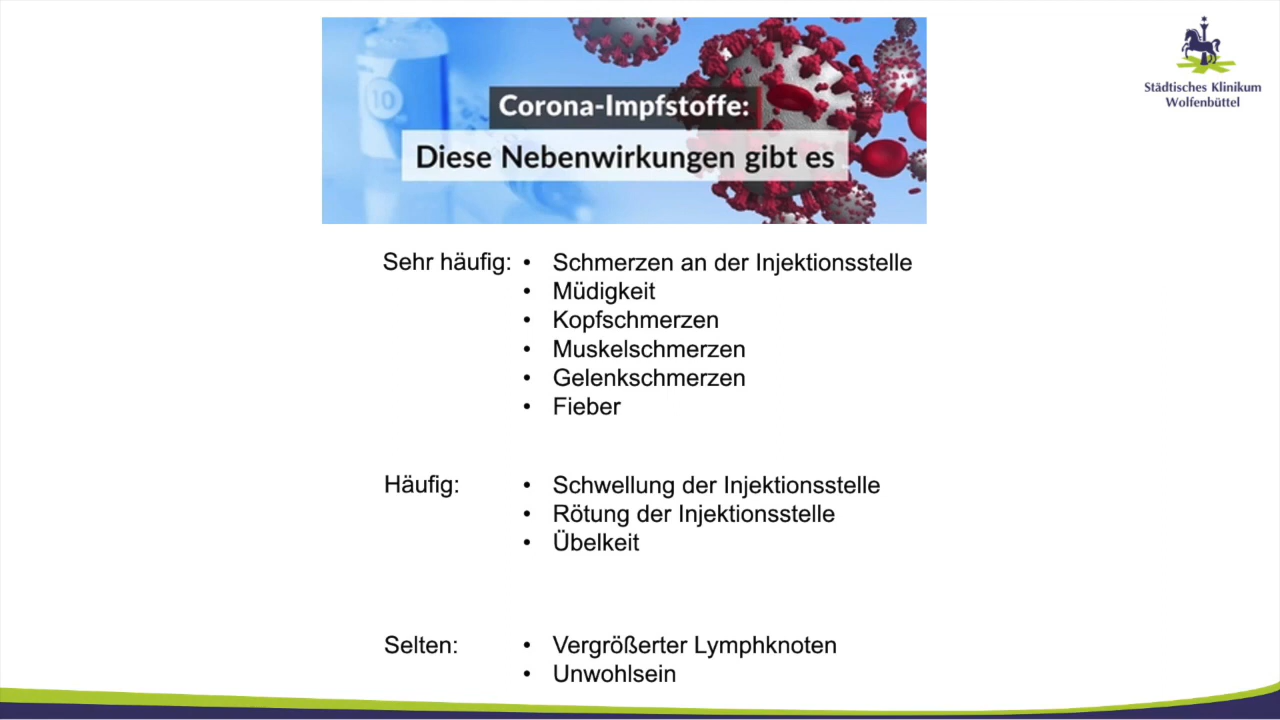 Corona-Impfstoffe:
Diese Nebenwirkungen gibt es
10
Städtisches Klinikum
Wolfenbüttel
Sehr häufig: • Schmerzen an der Injektionsstelle
• Müdigkeit
• Kopfschmerzen
• Muskelschmerzen
• Gelenkschmerzen
• Fieber
Häufig: • Schwellung der Injektionsstelle
• Rötung der Injektionsstelle
• Übelkeit
Selten: • Vergrößerter Lymphknoten
• Unwohlsein